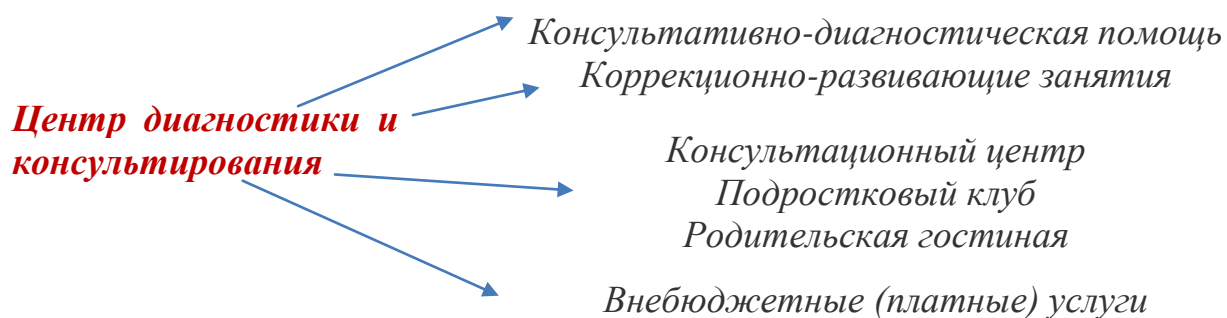 Консультативно-диагностическая помощь
Коррекционно-развивающие занятия
Центр диагностики и
консультирования
Консультационный центр
Подростковый клуб
Родительская гостиная
Внебюджетные (платные) услуги